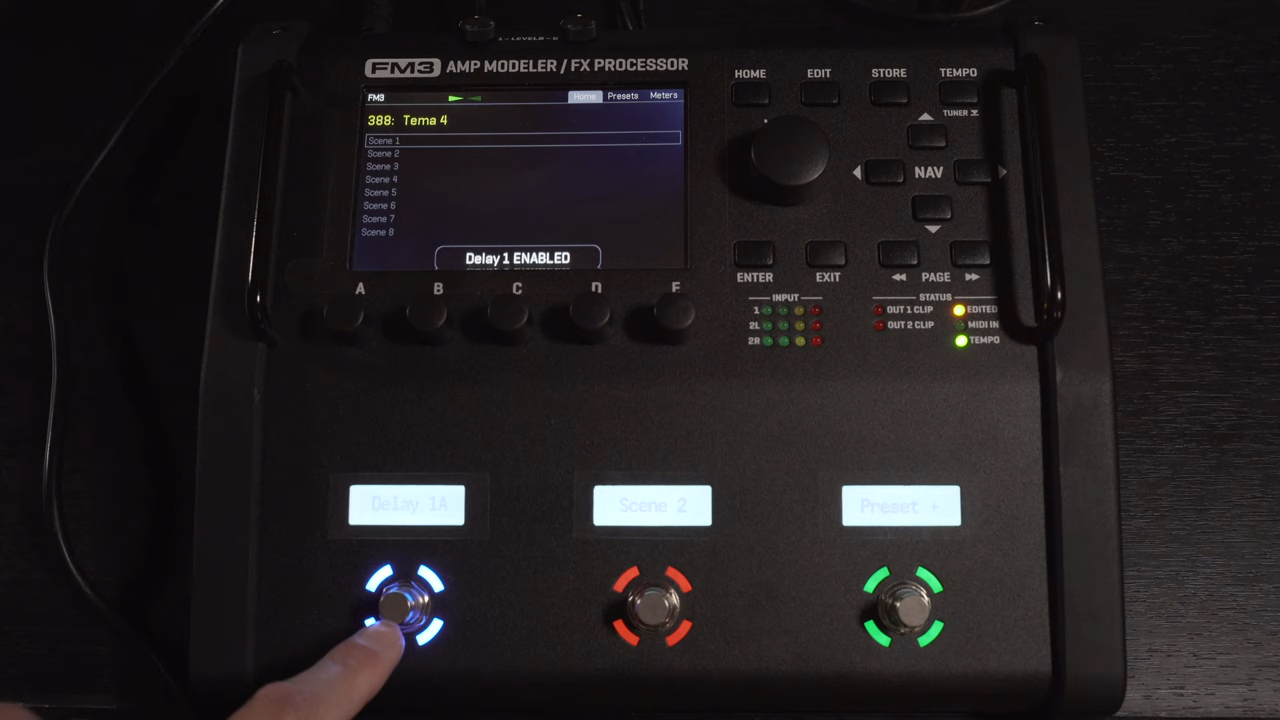 1-LEVELS-E
FM3 AMP MODELER / FX PROCESSOR
HOME EDIT STORE TEMPO
TUNER
FM3 Home Presets Meters
388: Tema 4
Scene 1
Scene 2
Scene 3
Scene 4
Scene 5
Scene 6
Scene 7
Scene 8
Delay 1 ENABLED
NAV
ENTER EXIT PAGE
A B C D E
INPUT
1
2L
2R
STATUS
OUT 1 CLIP EDITED
OUT 2 CLIP MIDI IN
TEMPO
Delay 1A Scene 2 Preset +